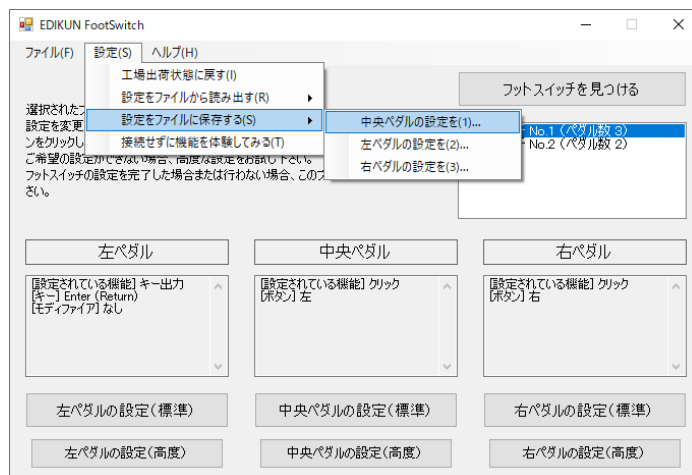 EDIKUN FootSwitch
ファイル(F) 設定(S) ヘルプ(H)
工場出荷状態に戻す(I)
設定をファイルから読み出す(R)
設定をファイルに保存する(S)
接続せずに機能を体験してみる(T)
中央ペダルの設定を(1)...
左ペダルの設定を(2)...
右ペダルの設定を(3)...
フットスイッチを見つける
No.1 (ペダル数 3)
No.2 (ペダル数 2)
選択された
設定を変更
ンをクリックし
ご希望の設定ができない場合、高度な設定をお試し下さい。
フットスイッチの設定を完了した場合または行わない場合、このプ
さい。
左ペダル
中央ペダル
右ペダル
[設定されている機能] キー出力
[キー] Enter (Return)
[モディファイア] なし
[設定されている機能] クリック
[ボタン] 左
[設定されている機能] クリック
[ボタン] 右
左ペダルの設定(標準)
中央ペダルの設定(標準)
右ペダルの設定(標準)
左ペダルの設定(高度)
中央ペダルの設定(高度)
右ペダルの設定(高度)